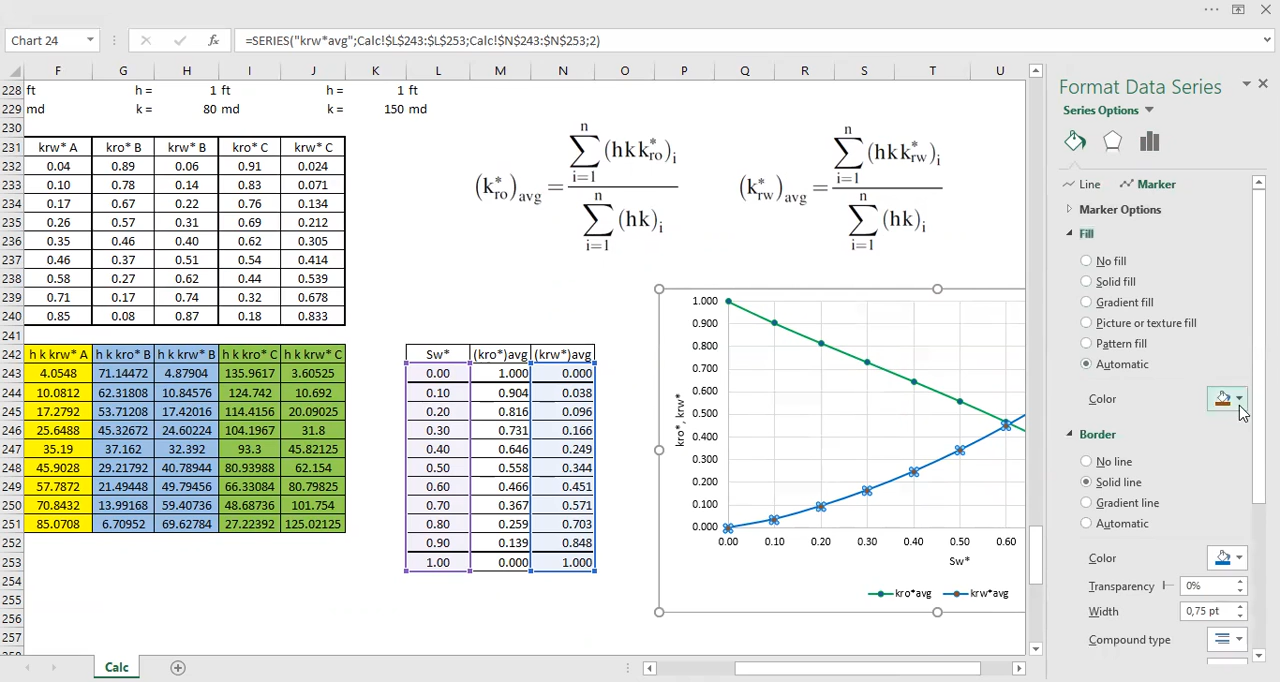 Chart 24
fx
=SERIES("krw*avg";Calc!$L$243:$L$253;Calc!$N$243:$N$253;2)
F G H I J K L M N O P Q R S T U
228 ft h = 1 ft h = 1 ft
229 md k = 80 md k = 150 md
230
231 krw* A kro* B krw* B kro* C krw* C
232 0.04 0.89 0.06 0.91 0.024
233 0.10 0.78 0.14 0.83 0.071
234 0.17 0.67 0.22 0.76 0.134
235 0.26 0.57 0.31 0.69 0.212
236 0.35 0.46 0.40 0.62 0.305
237 0.46 0.37 0.51 0.54 0.414
238 0.58 0.27 0.62 0.44 0.539
239 0.71 0.17 0.74 0.32 0.678
240 0.85 0.08 0.87 0.18 0.833
241
242 h k krw* A h k kro* B h k krw* B h k kro* C h k krw* C Sw* (kro*)avg (krw*)avg
243 4.0548 71.14472 4.87904 135.9617 3.60525 0.00 1.000 0.000
244 10.0812 62.31808 10.84576 124.742 10.692 0.10 0.904 0.038
245 17.2792 53.71208 17.42016 114.4156 20.09025 0.20 0.816 0.096
246 25.6488 45.32672 24.60224 104.1967 31.8 0.30 0.731 0.166
247 35.19 37.162 32.392 93.3 45.82125 0.40 0.646 0.249
248 45.9028 29.21792 40.78944 80.93988 62.154 0.50 0.558 0.344
249 57.7872 21.49448 49.79456 66.33084 80.79825 0.60 0.466 0.451
250 70.8432 13.99168 59.40736 48.68736 101.754 0.70 0.367 0.571
251 85.0708 6.70952 69.62784 27.22392 125.02125 0.80 0.259 0.703
252 0.90 0.139 0.848
253 1.00 0.000 1.000
254
255
256
257
(k*ro)avg = n ∑ i=1 (h k k*ro)i / n ∑ i=1 (hk)i
(k*rw)avg = n ∑ i=1 (h k k*rw)i / n ∑ i=1 (hk)i
1.000
0.900
0.800
0.700
0.600
0.500
0.400
0.300
0.200
0.100
0.000
kro*, krw*
0.00 0.10 0.20 0.30 0.40 0.50 0.60
Sw*
kro*avg krw*avg
Calc
Format Data Series
Series Options
Line Marker
Marker Options
Fill
No fill
Solid fill
Gradient fill
Picture or texture fill
Pattern fill
Automatic
Color
Border
No line
Solid line
Gradient line
Automatic
Color
Transparency 0%
Width 0,75 pt
Compound type